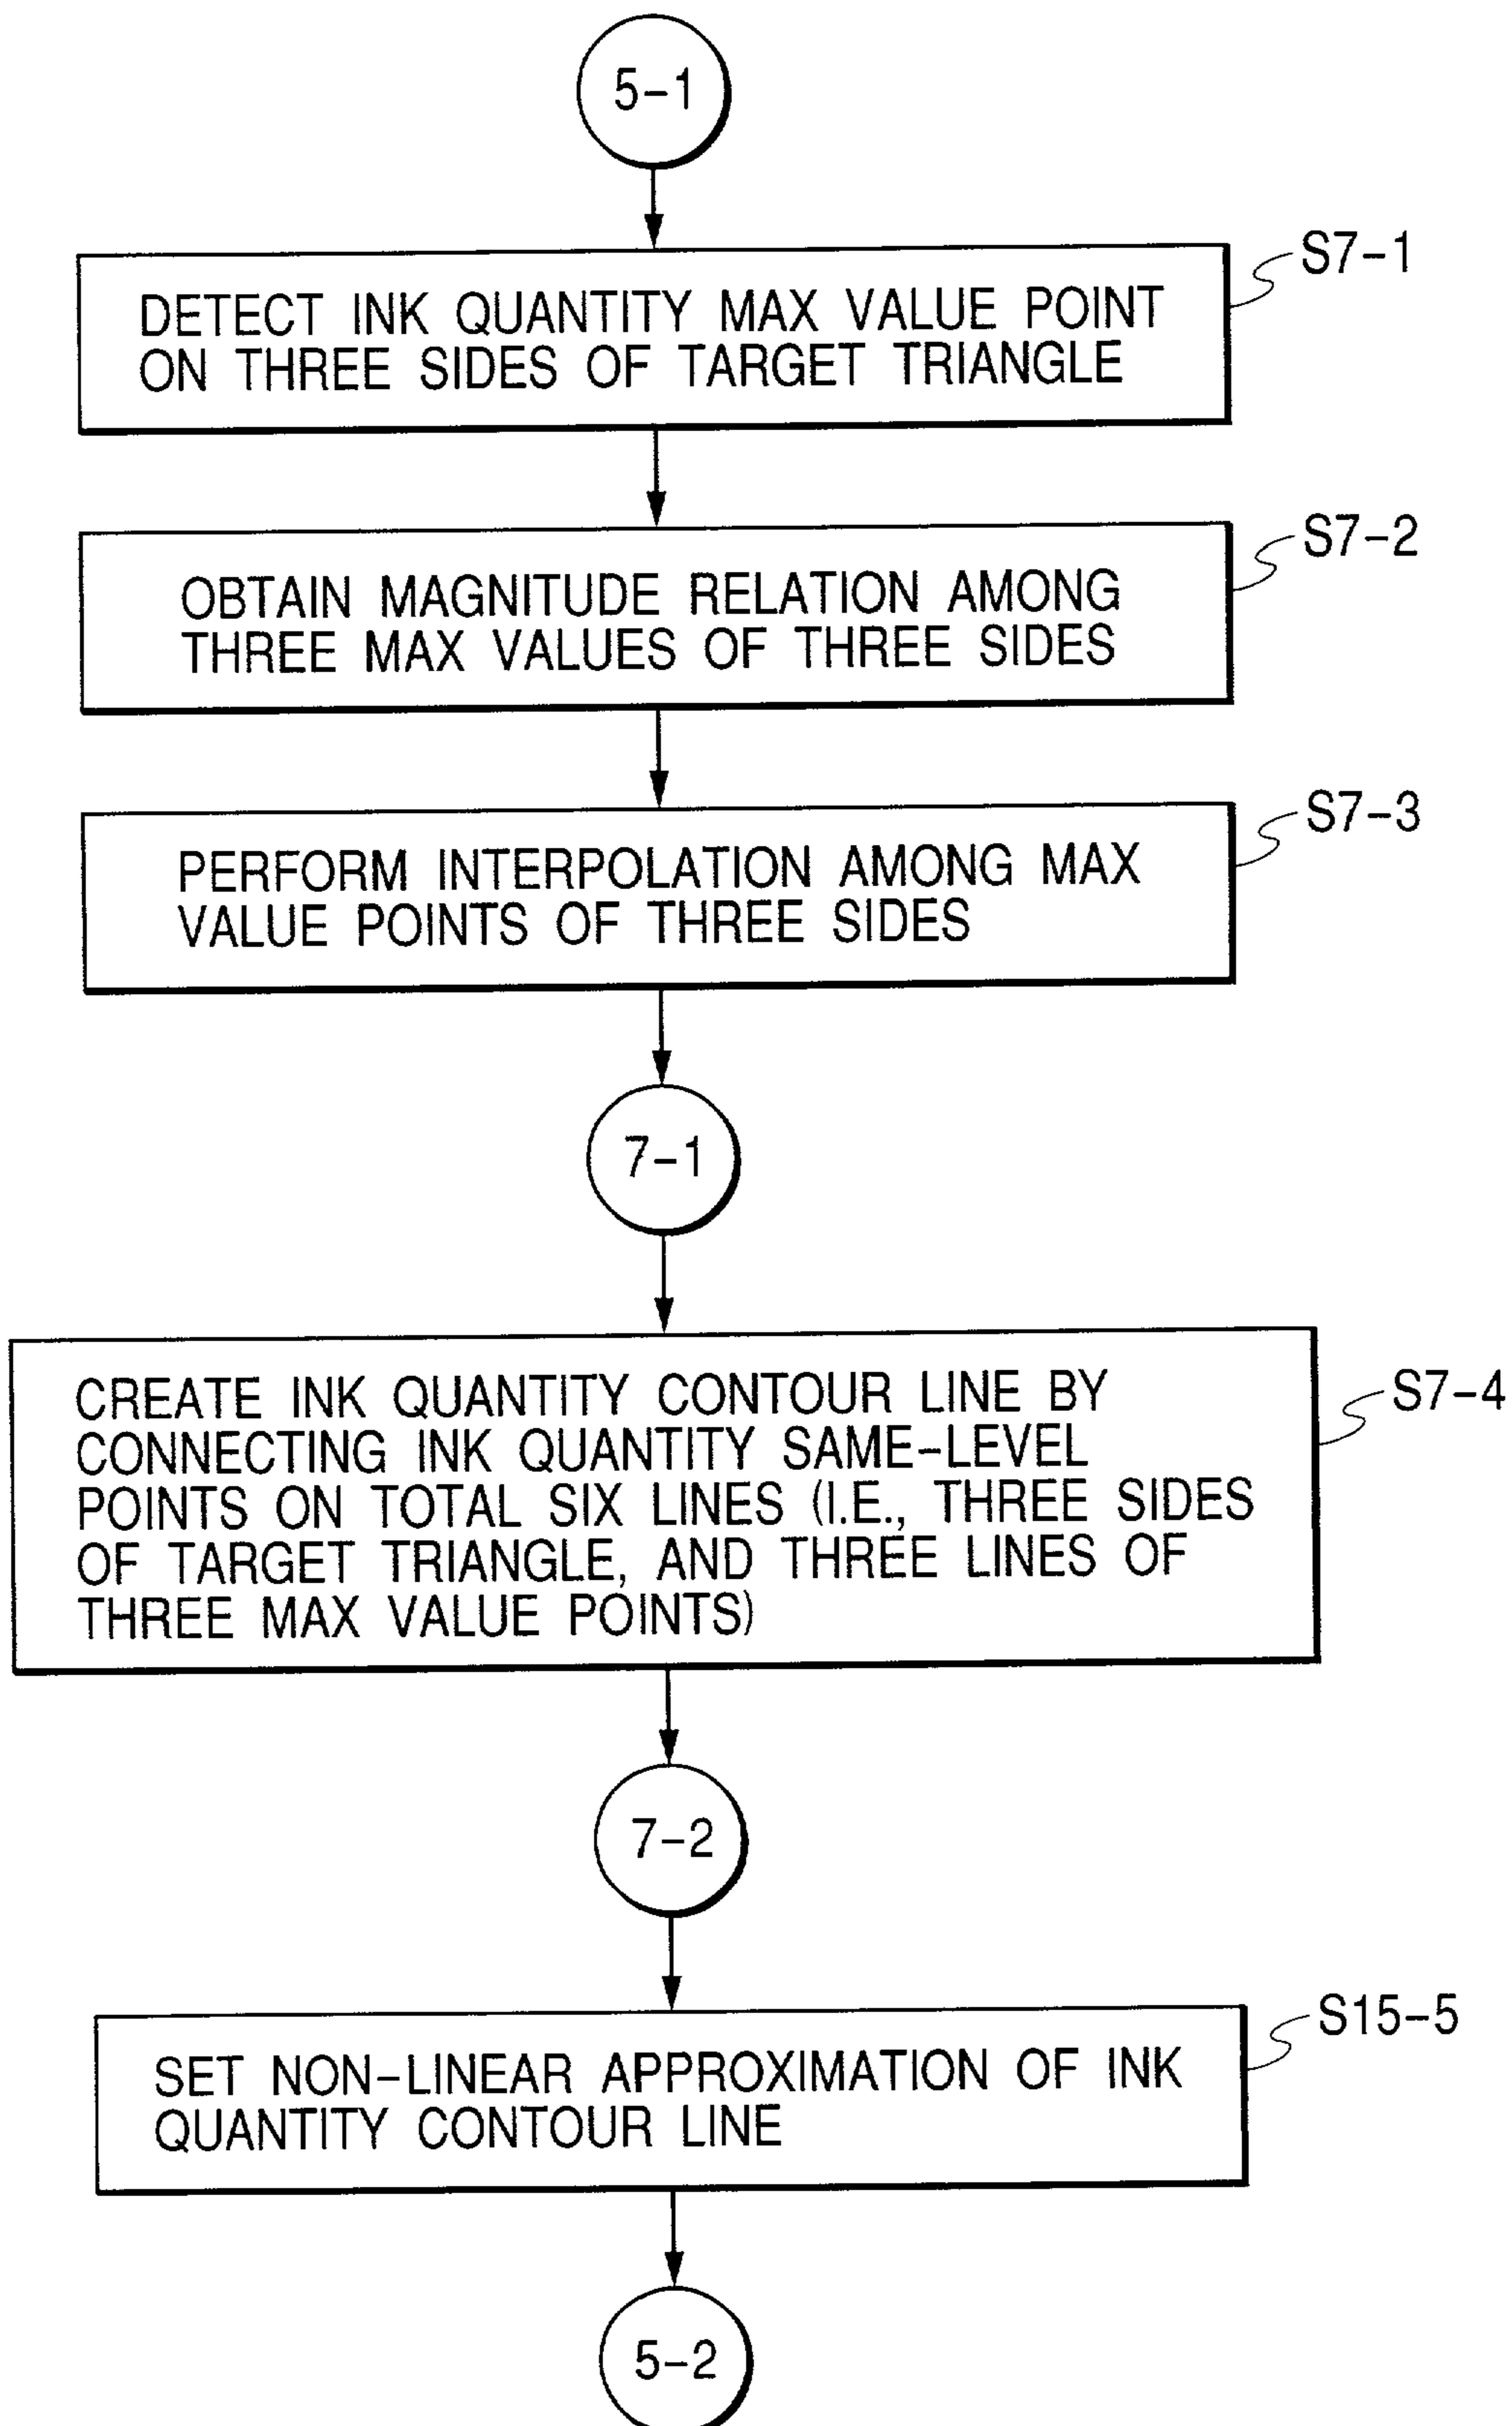 5-1
S7-1
DETECT INK QUANTITY MAX VALUE POINT
ON THREE SIDES OF TARGET TRIANGLE
S7-2
OBTAIN MAGNITUDE RELATION AMONG
THREE MAX VALUES OF THREE SIDES
S7-3
PERFORM INTERPOLATION AMONG MAX
VALUE POINTS OF THREE SIDES
7-1
S7-4
CREATE INK QUANTITY CONTOUR LINE BY
CONNECTING INK QUANTITY SAME-LEVEL
POINTS ON TOTAL SIX LINES (I.E., THREE SIDES
OF TARGET TRIANGLE, AND THREE LINES OF
THREE MAX VALUE POINTS)
7-2
S15-5
SET NON-LINEAR APPROXIMATION OF INK
QUANTITY CONTOUR LINE
5-2